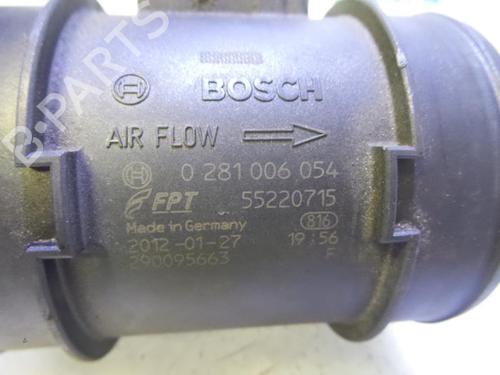 BOSCH
AIR FLOW
0 281 006 054
FPT 55220715
Made in Germany 816
2012-01-27 19:56
290095663 F
B-PARTS